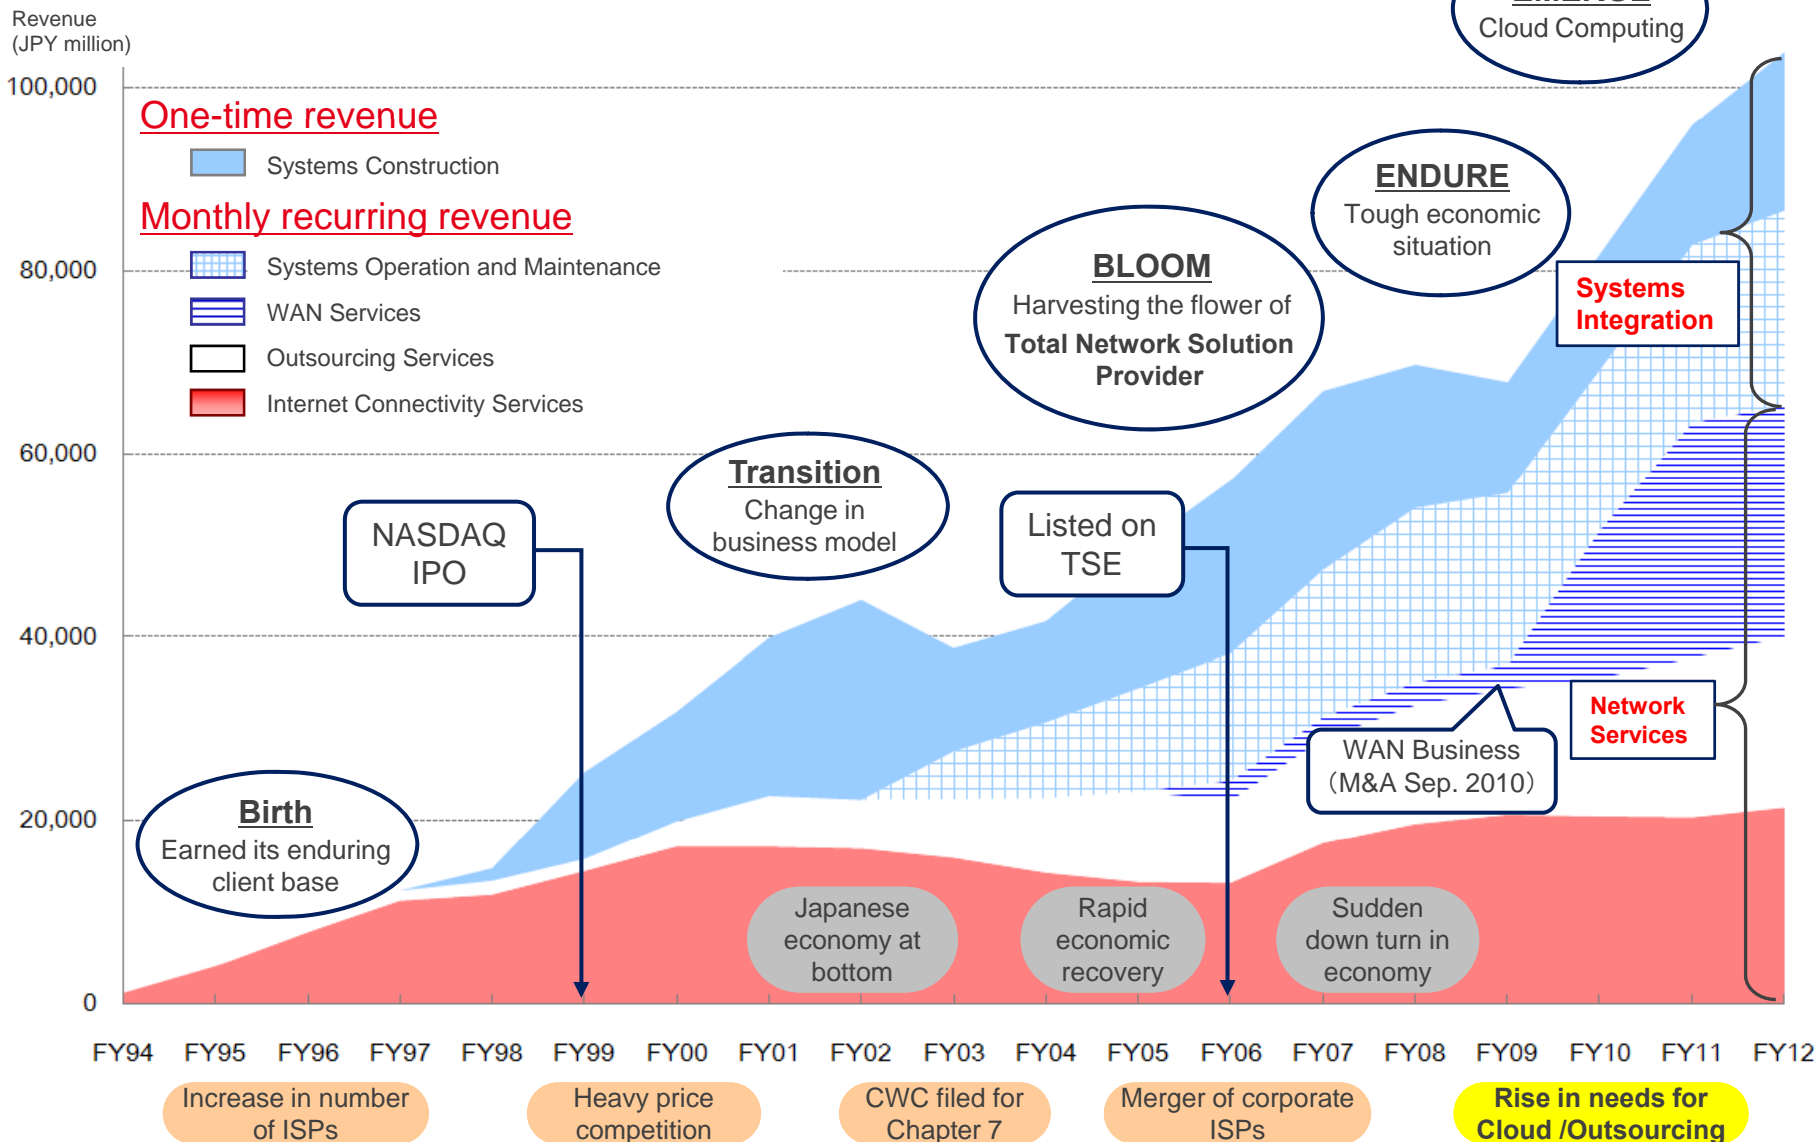 Revenue
(JPY million)
Cloud Computing
100,000
80,000
60,000
40,000
20,000
0
One-time revenue
Systems Construction
Monthly recurring revenue
Systems Operation and Maintenance
WAN Services
Outsourcing Services
Internet Connectivity Services
ENDURE
Tough economic
situation
BLOOM
Harvesting the flower of
Total Network Solution
Provider
Systems
Integration
Transition
Change in
business model
NASDAQ
IPO
Listed on
TSE
Network
Services
WAN Business
（M&A Sep. 2010）
Birth
Earned its enduring
client base
Japanese
economy at
bottom
Rapid
economic
recovery
Sudden
down turn in
economy
FY94 FY95 FY96 FY97 FY98 FY99 FY00 FY01 FY02 FY03 FY04 FY05 FY06 FY07 FY08 FY09 FY10 FY11 FY12
Increase in number
of ISPs
Heavy price
competition
CWC filed for
Chapter 7
Merger of corporate
ISPs
Rise in needs for
Cloud /Outsourcing